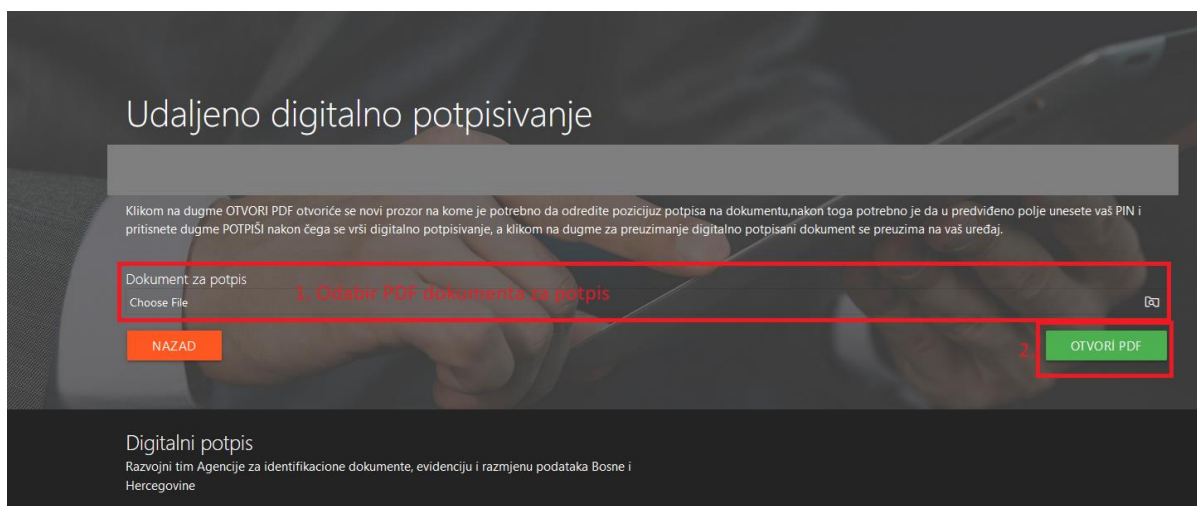 Udaljeno digitalno potpisivanje
Klikom na dugme OTVORI PDF otvoriće se novi prozor na kome je potrebno da odredite pozicijuz potpisa na dokumentu,nakon toga potrebno je da u predviđeno polje unesete vaš PIN i
pritisnete dugme POTPIŠI nakon čega se vrši digitalno potpisivanje, a klikom na dugme za preuzimanje digitalno potpisani dokument se preuzima na vaš uređaj.
Dokument za potpis
1. Odabir PDF dokumenta za potpis
Choose File
NAZAD
2.
OTVORI PDF
Digitalni potpis
Razvojni tim Agencije za identifikacione dokumente, evidenciju i razmjenu podataka Bosne i
Hercegovine